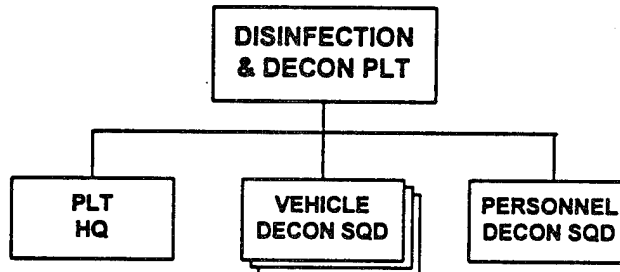 DISINFECTION
& DECON PLT
PLT
HQ
VEHICLE
DECON SQD
PERSONNEL
DECON SQD